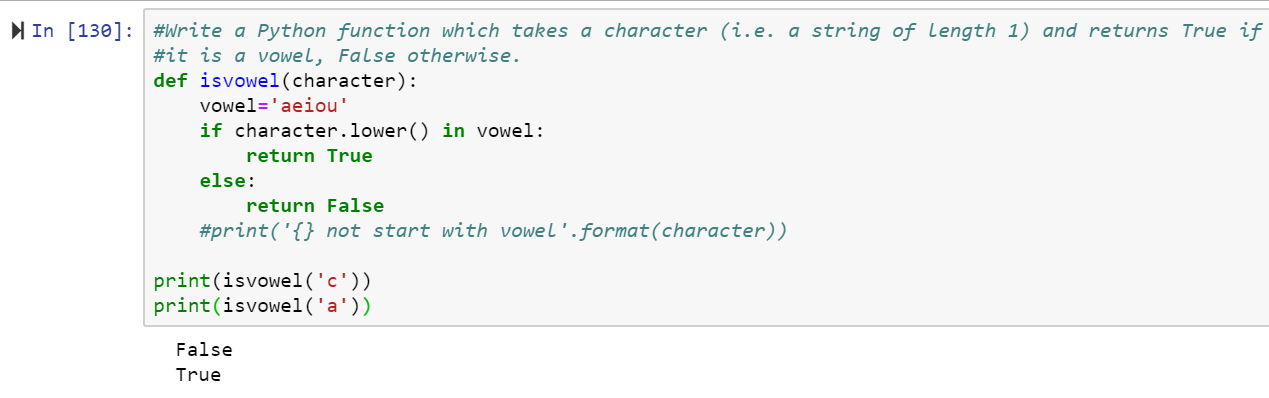 In [130]: #Write a Python function which takes a character (i.e. a string of length 1) and returns True if
#it is a vowel, False otherwise.
def isvowel(character):
    vowel='aeiou'
    if character.lower() in vowel:
        return True
    else:
        return False
    #print('{} not start with vowel'.format(character))
print(isvowel('c'))
print(isvowel('a'))
False
True